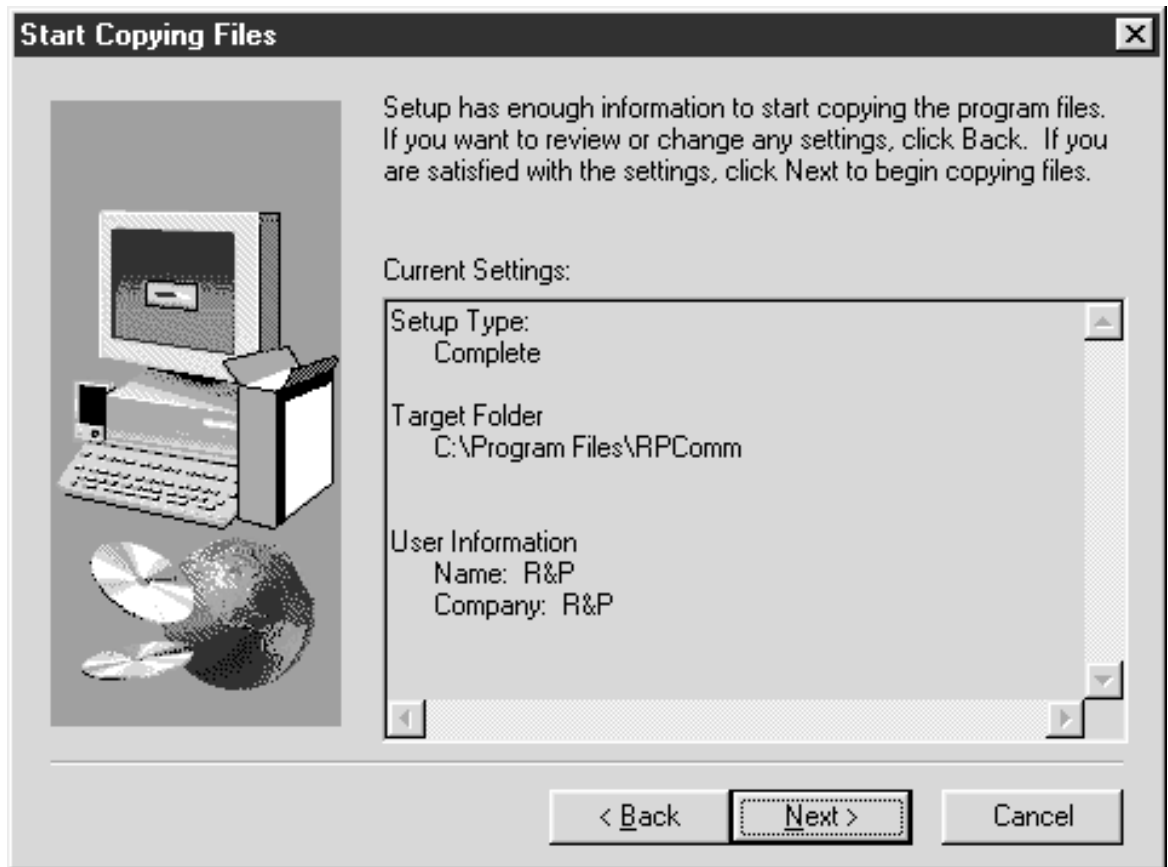 Start Copying Files
Setup has enough information to start copying the program files.
If you want to review or change any settings, click Back.  If you
are satisfied with the settings, click Next to begin copying files.
Current Settings:
Setup Type:
Complete
Target Folder
C:\Program Files\RPComm
User Information
Name:  R&P
Company:  R&P
< Back
Next >
Cancel